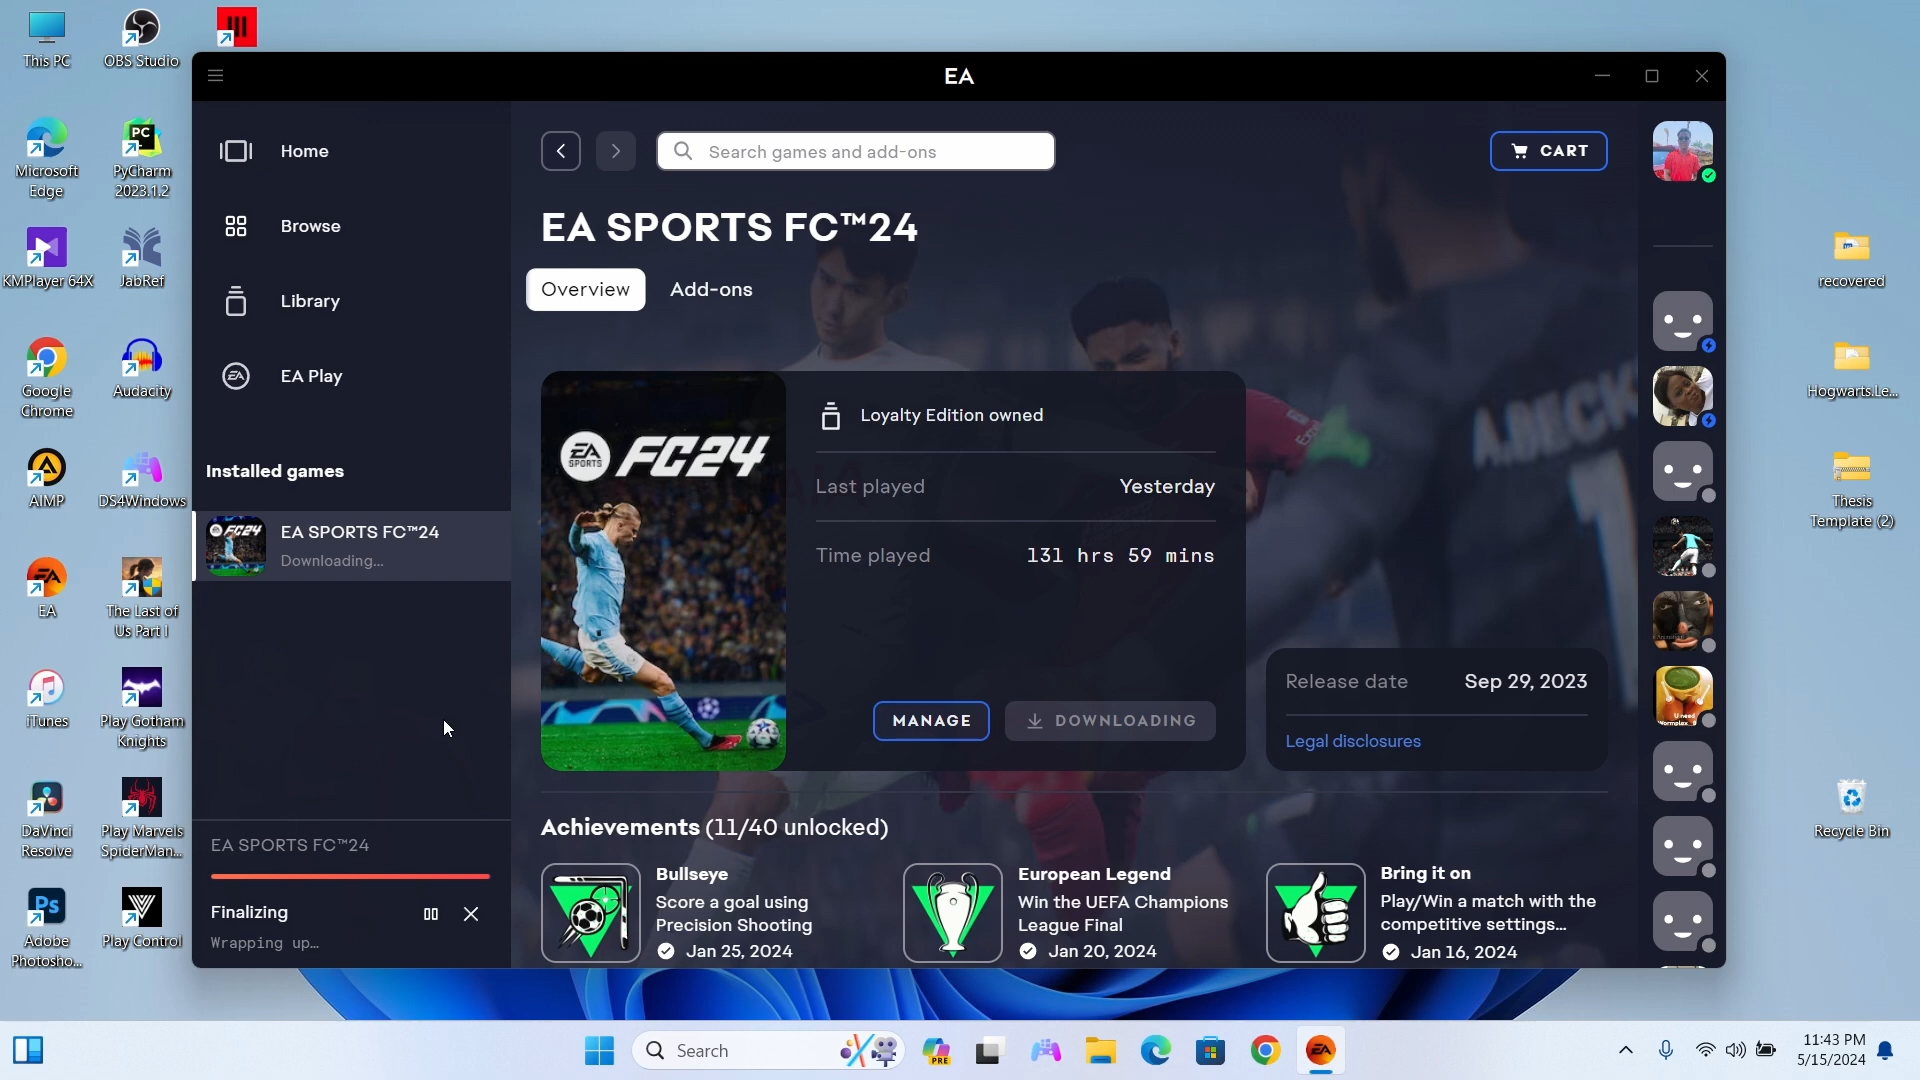 This PC
OBS Studio
EA
Microsoft
Edge
PyCharm
2023.1.2
KMPlayer 64X
JabRef
Google
Chrome
Audacity
AIMP
DS4Windows
EA
The Last of
Us Part I
iTunes
Play Gotham
Knights
DaVinci
Resolve
Play Marvels
SpiderMan...
Adobe
Photosho...
Play Control
Home
Browse
Library
EA Play
Installed games
EA SPORTS FC™24
Downloading...
EA SPORTS FC™24
Finalizing
Wrapping up…
Search games and add-ons
CART
EA SPORTS FC™24
Overview
Add-ons
EA SPORTS FC24
Loyalty Edition owned
Last played
Yesterday
Time played
131 hrs 59 mins
MANAGE
DOWNLOADING
A.BECK
Release date
Sep 29, 2023
Legal disclosures
Achievements (11/40 unlocked)
Bullseye
Score a goal using
Precision Shooting
Jan 25, 2024
European Legend
Win the UEFA Champions
League Final
Jan 20, 2024
Bring it on
Play/Win a match with the
competitive settings...
Jan 16, 2024
recovered
Hogwarts.Le...
Thesis
Template (2)
Recycle Bin
Search
PRE
11:43 PM
5/15/2024